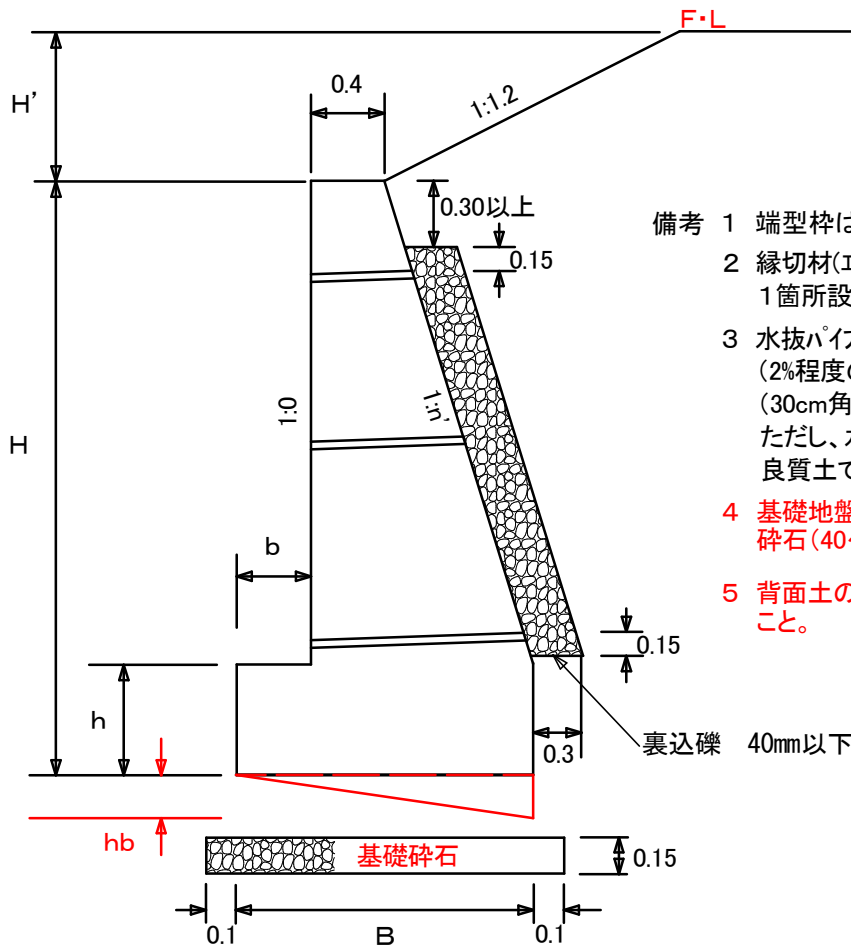 F・L
H'
0.4
1:1.2
0.30以上
0.15
備考 1 端型枠は
2 縁切材(エ
1箇所設
3 水抜パイプ
(2%程度の
(30cm角
ただし、水
良質土で
4 基礎地盤
砕石(40~
5 背面土の
こと。
H
1:0
1:n'
b
0.15
h
0.3
裏込礫 40mm以下
hb
基礎砕石
0.15
0.1
B
0.1